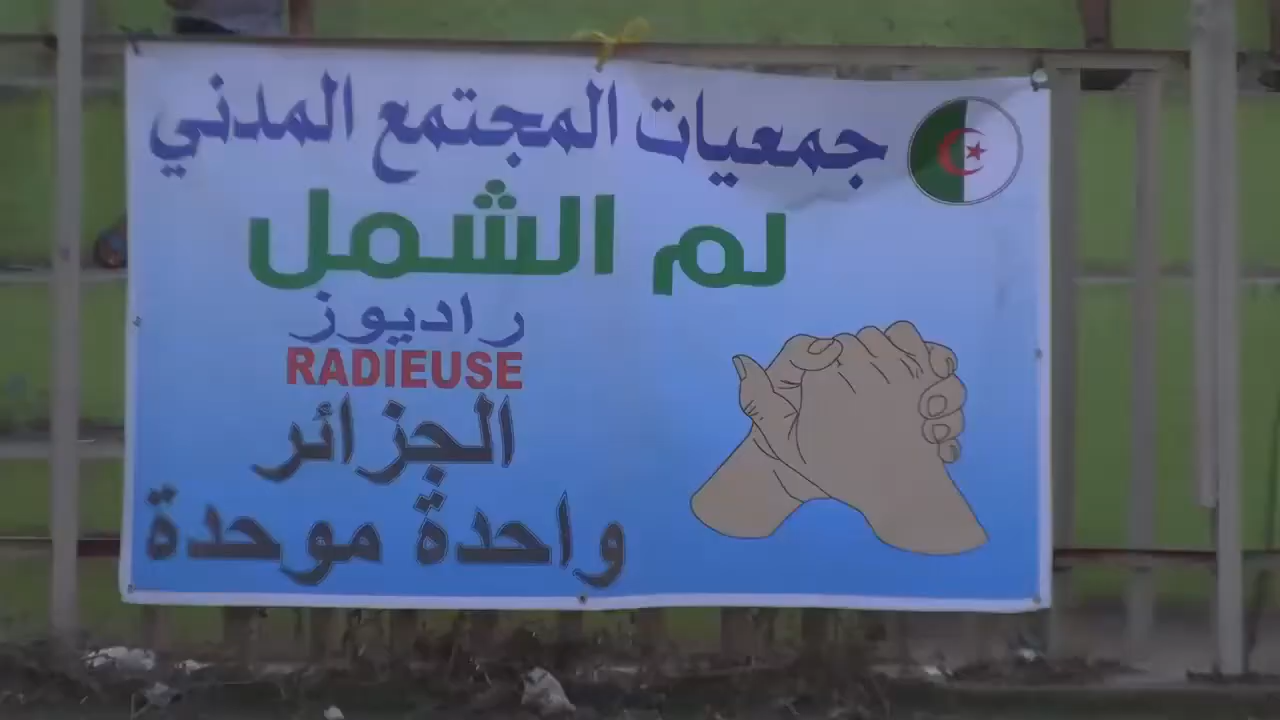 جمعيات المجتمع المدني
لم الشمل
راديوز
RADIEUSE
الجزائر
واحدة موحدة